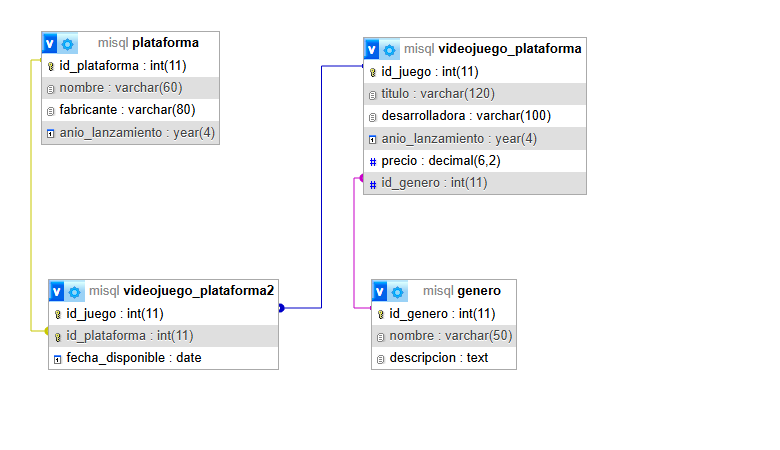 misql plataforma
id_plataforma : int(11)
nombre : varchar(60)
fabricante : varchar(80)
anio_lanzamiento : year(4)
misql videojuego_plataforma
id_juego : int(11)
titulo : varchar(120)
desarrolladora : varchar(100)
anio_lanzamiento : year(4)
# precio : decimal(6,2)
# id_genero : int(11)
misql videojuego_plataforma2
id_juego : int(11)
id_plataforma : int(11)
fecha_disponible : date
misql genero
id_genero : int(11)
nombre : varchar(50)
descripcion : text